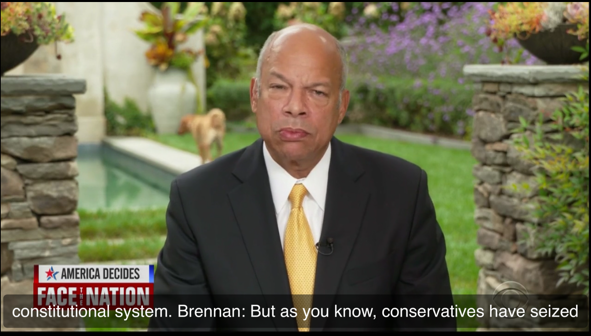 AMERICA DECIDES
FACE THE NATION
constitutional system. Brennan: But as you know, conservatives have seized